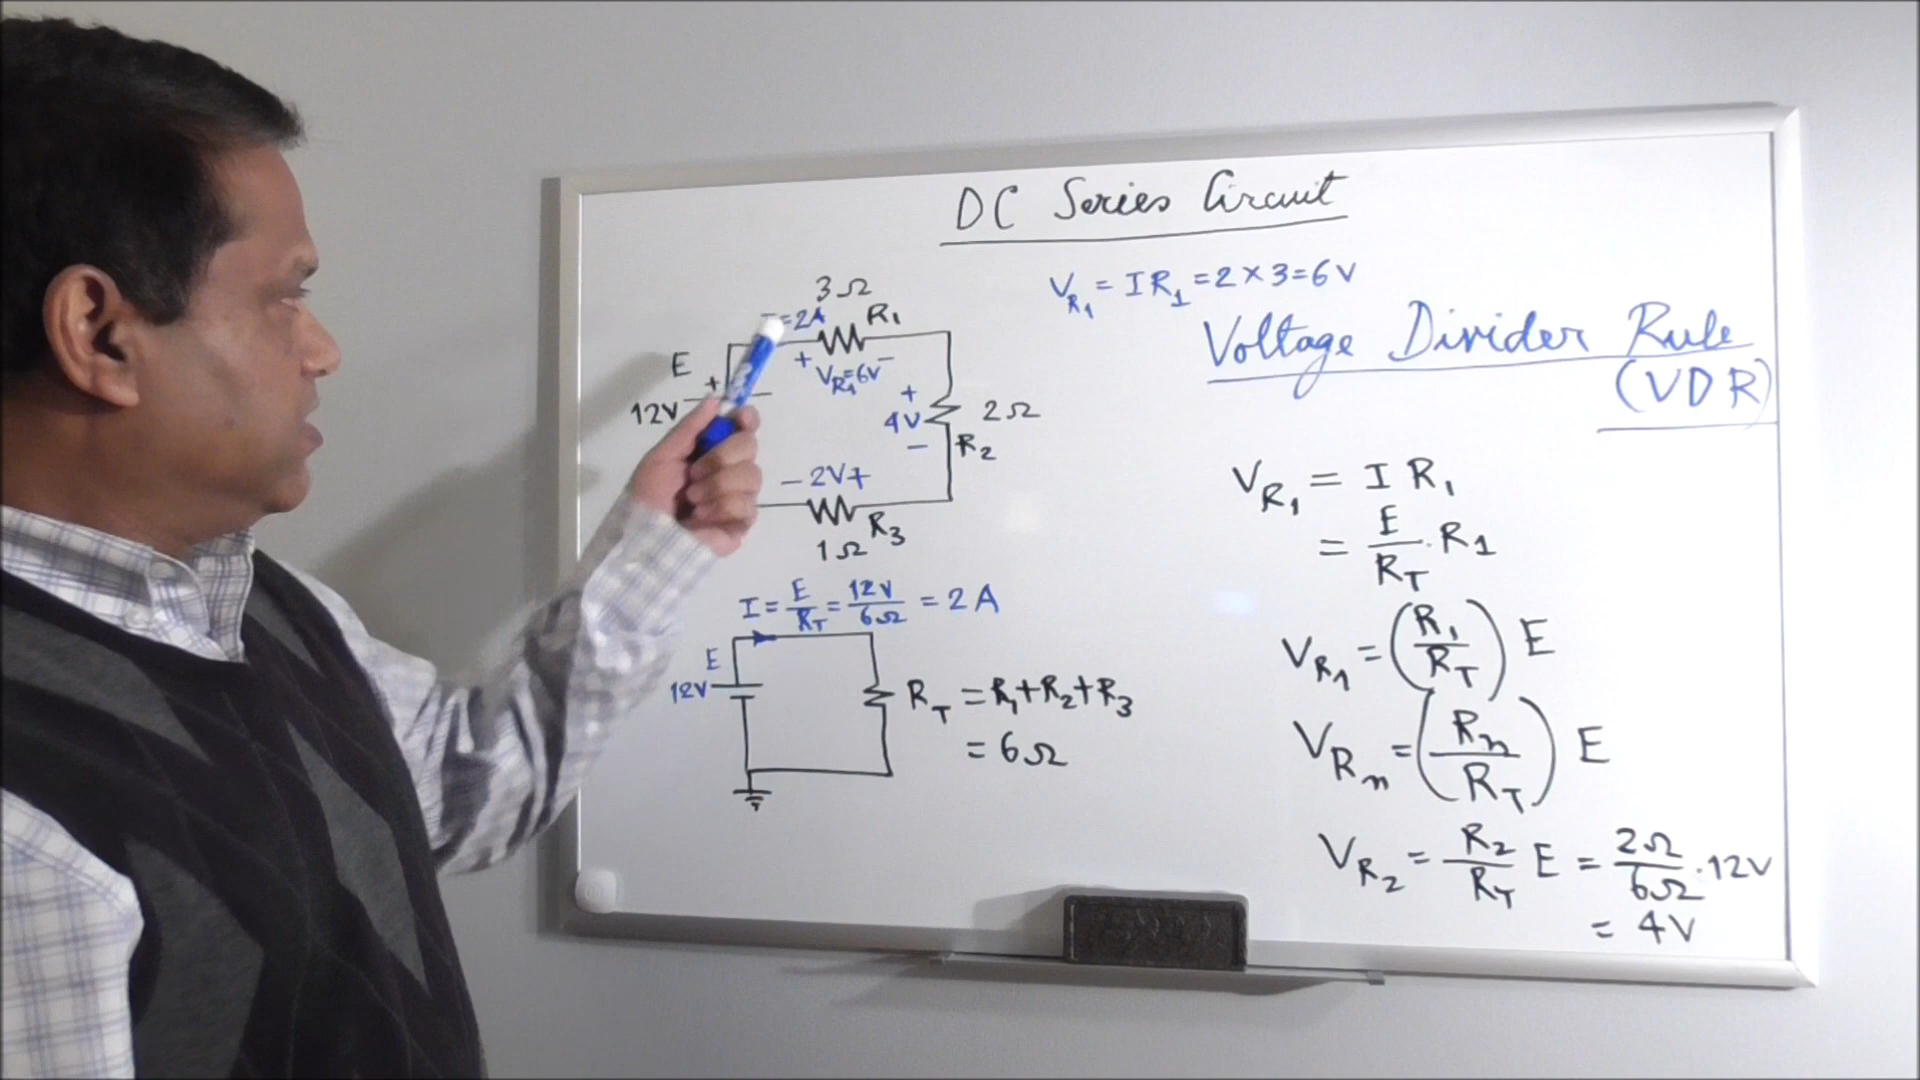 DC Series Circuit
V_R1 = I R1 = 2 × 3 = 6V
Voltage Divider Rule
(VDR)
3Ω
=2A
R1
E
+
12V
+ V_R1=6V −
+
4V
−
2Ω
R2
− 2V +
R3
1Ω
I = E/R_T = 12V/6Ω = 2A
E
12V
R_T = R1+R2+R3
= 6Ω
V_R1 = I R1
= E/R_T · R1
V_R1 = (R1/R_T) E
V_Rn = (Rn/R_T) E
V_R2 = R2/R_T E = 2Ω/6Ω · 12V
= 4V